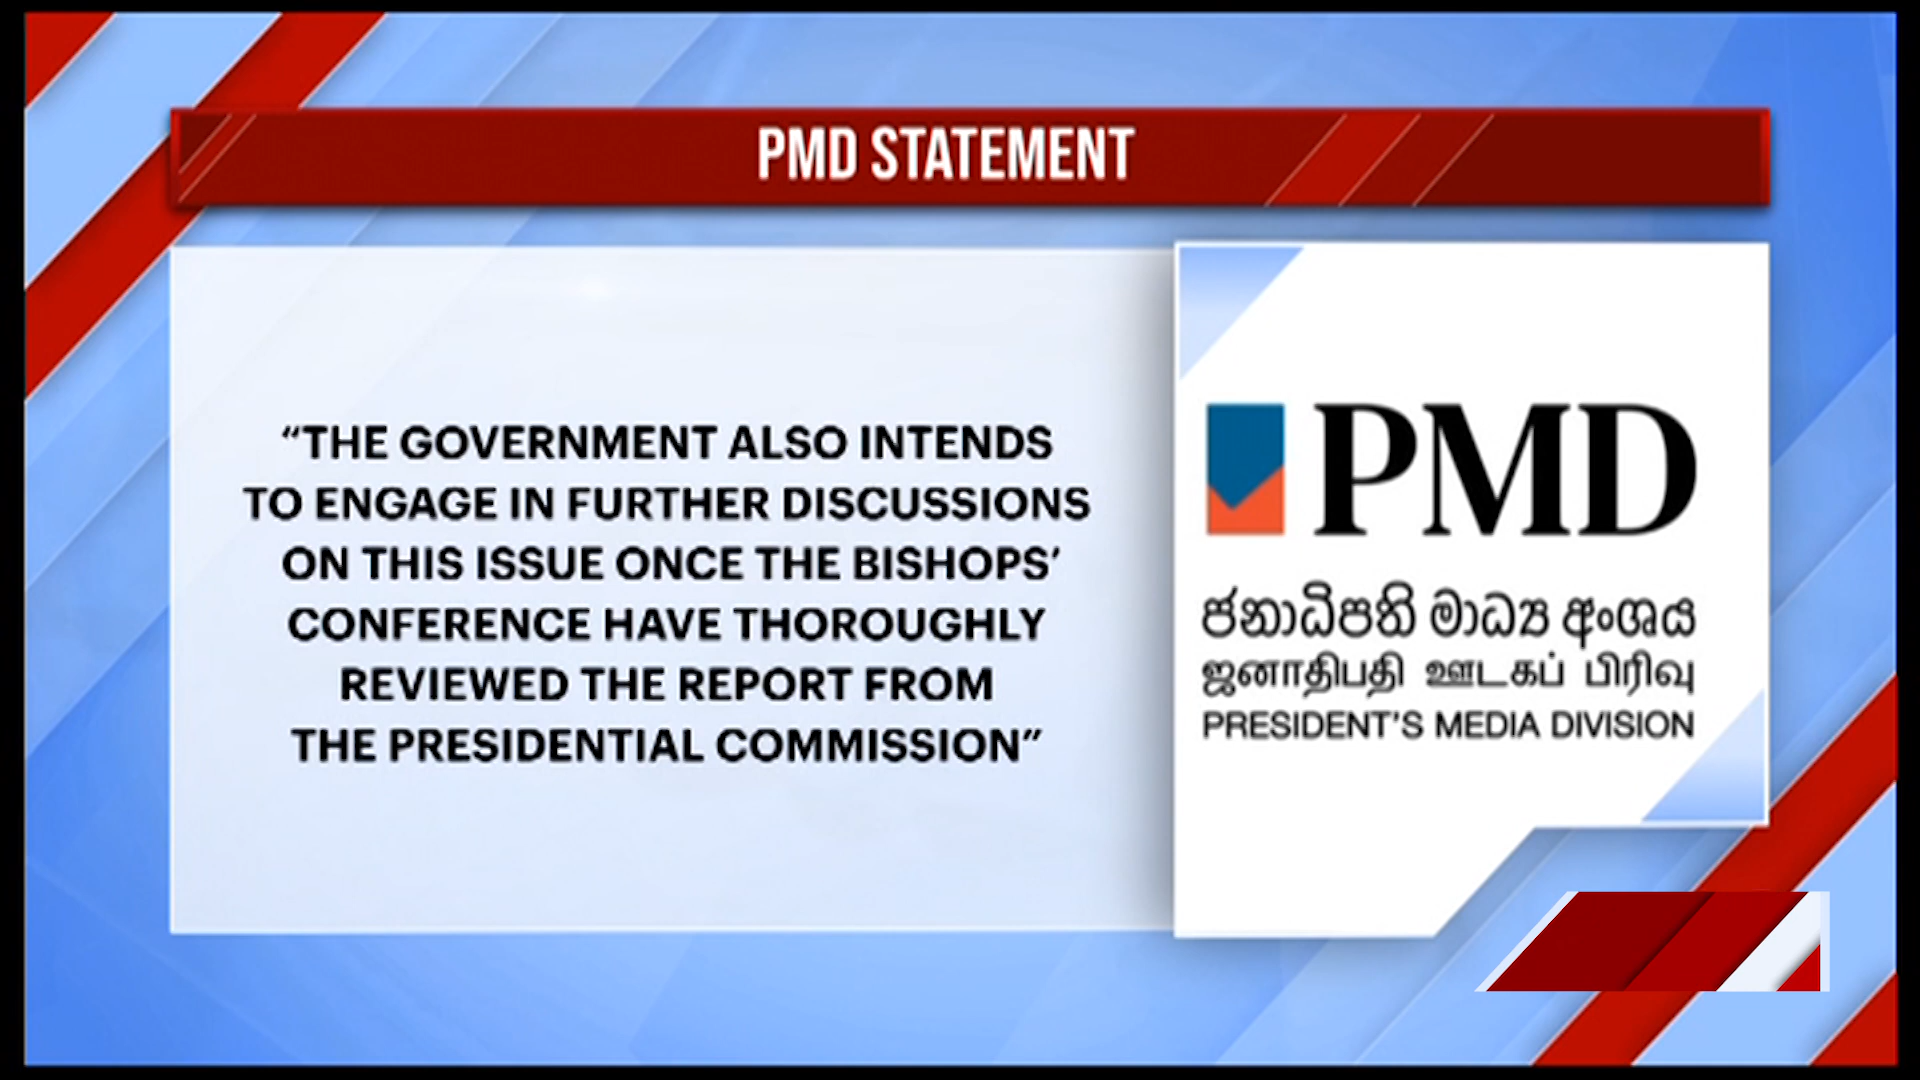 PMD STATEMENT
“THE GOVERNMENT ALSO INTENDS
TO ENGAGE IN FURTHER DISCUSSIONS
ON THIS ISSUE ONCE THE BISHOPS’
CONFERENCE HAVE THOROUGHLY
REVIEWED THE REPORT FROM
THE PRESIDENTIAL COMMISSION”
PMD
ජනාධිපති මාධ්‍ය අංශය
ஜனாதிபதி ஊடகப் பிரிவு
PRESIDENT’S MEDIA DIVISION